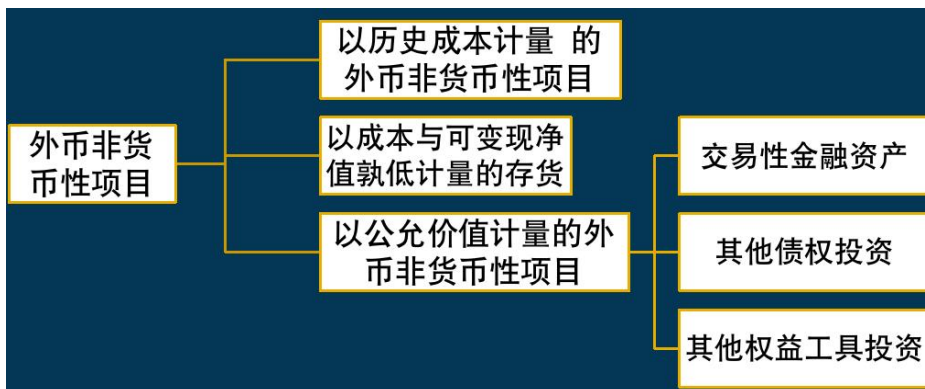 外币非货
币性项目
以历史成本计量 的
外币非货币性项目
以成本与可变现净
值孰低计量的存货
以公允价值计量的外
币非货币性项目
交易性金融资产
其他债权投资
其他权益工具投资